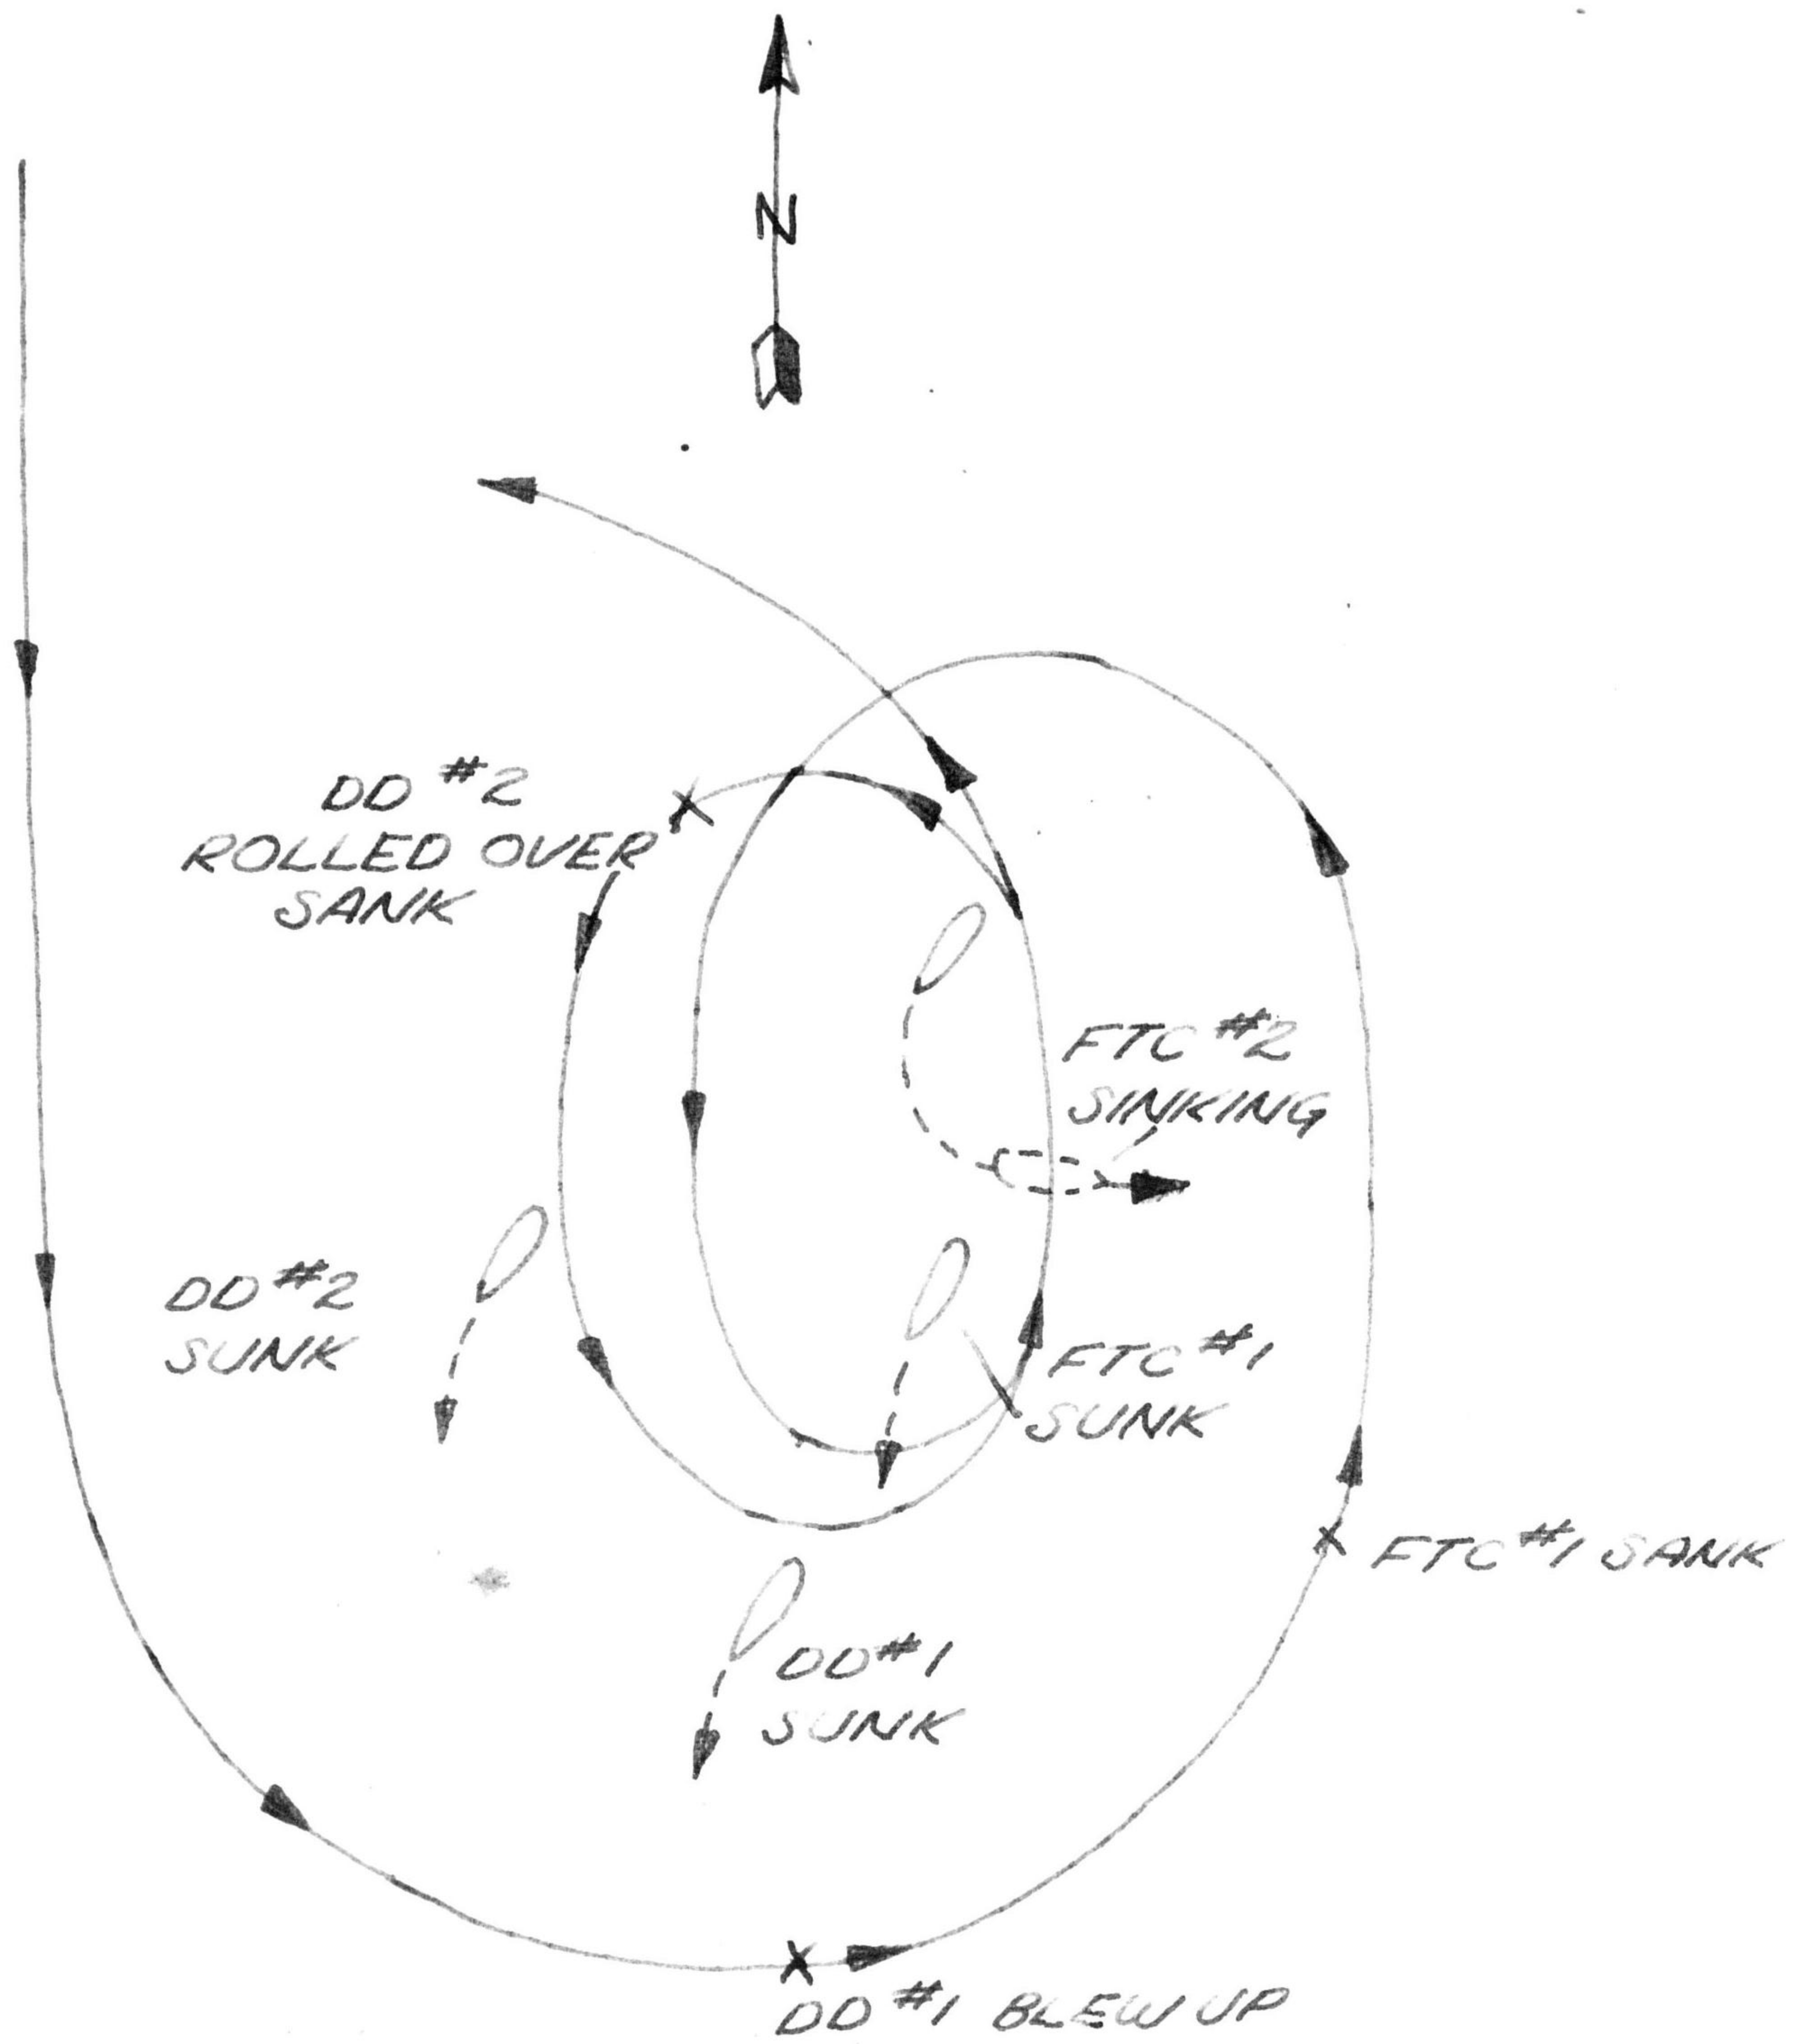 N
DD #2
ROLLED OVER
SANK
FTC #2
SINKING
DD #2
SUNK
FTC #1
SUNK
FTC #1 SANK
DD #1
SUNK
DD #1 BLEW UP